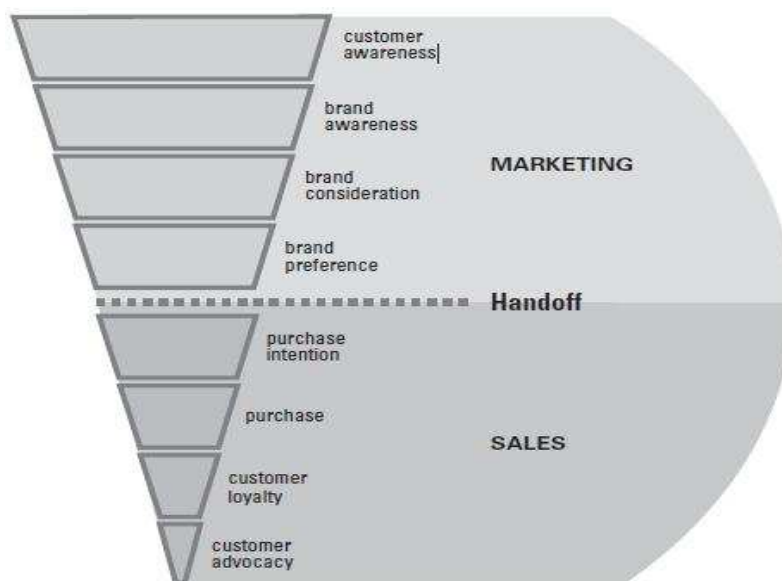 customer
awareness
brand
awareness
brand
consideration
MARKETING
brand
preference
Handoff
purchase
intention
purchase
SALES
customer
loyalty
customer
advocacy